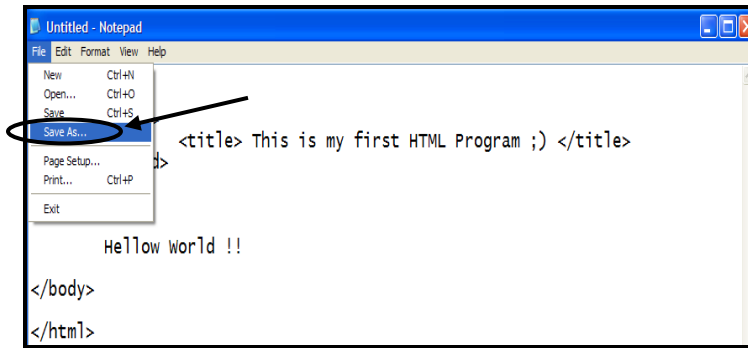 Untitled - Notepad
File Edit Format View Help
New Ctrl+N
Open... Ctrl+O
Save Ctrl+S
Save As...
<title> This is my first HTML Program ;) </title>
Page Setup...
d>
Print... Ctrl+P
Exit
Hellow World !!
</body>
</html>